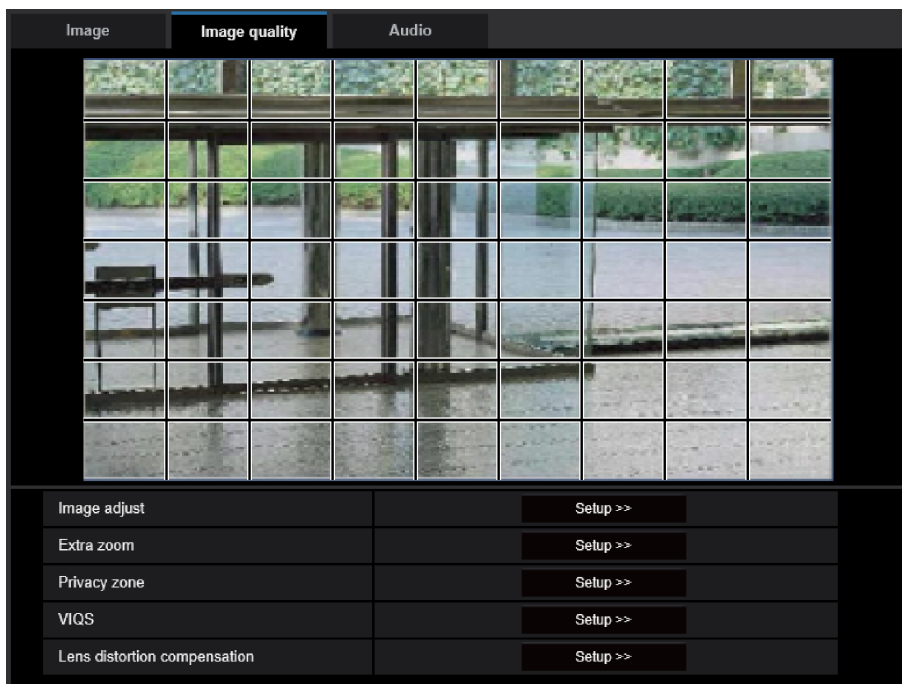 Image Image quality Audio
Image adjust Setup >>
Extra zoom Setup >>
Privacy zone Setup >>
VIQS Setup >>
Lens distortion compensation Setup >>